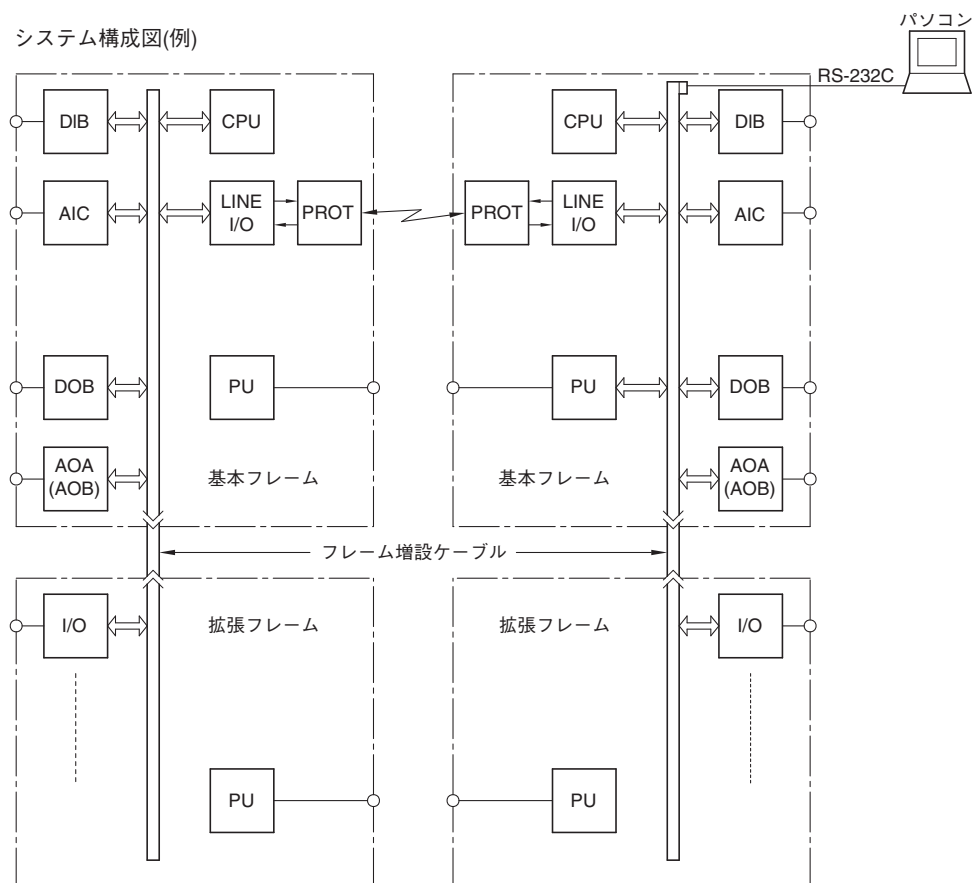 パソコン
システム構成図(例)
RS-232C
DIB
CPU
CPU
DIB
AIC
LINE
I/O
PROT
PROT
LINE
I/O
AIC
DOB
PU
PU
DOB
AOA
(AOB)
基本フレーム
基本フレーム
AOA
(AOB)
フレーム増設ケーブル
I/O
拡張フレーム
拡張フレーム
I/O
PU
PU